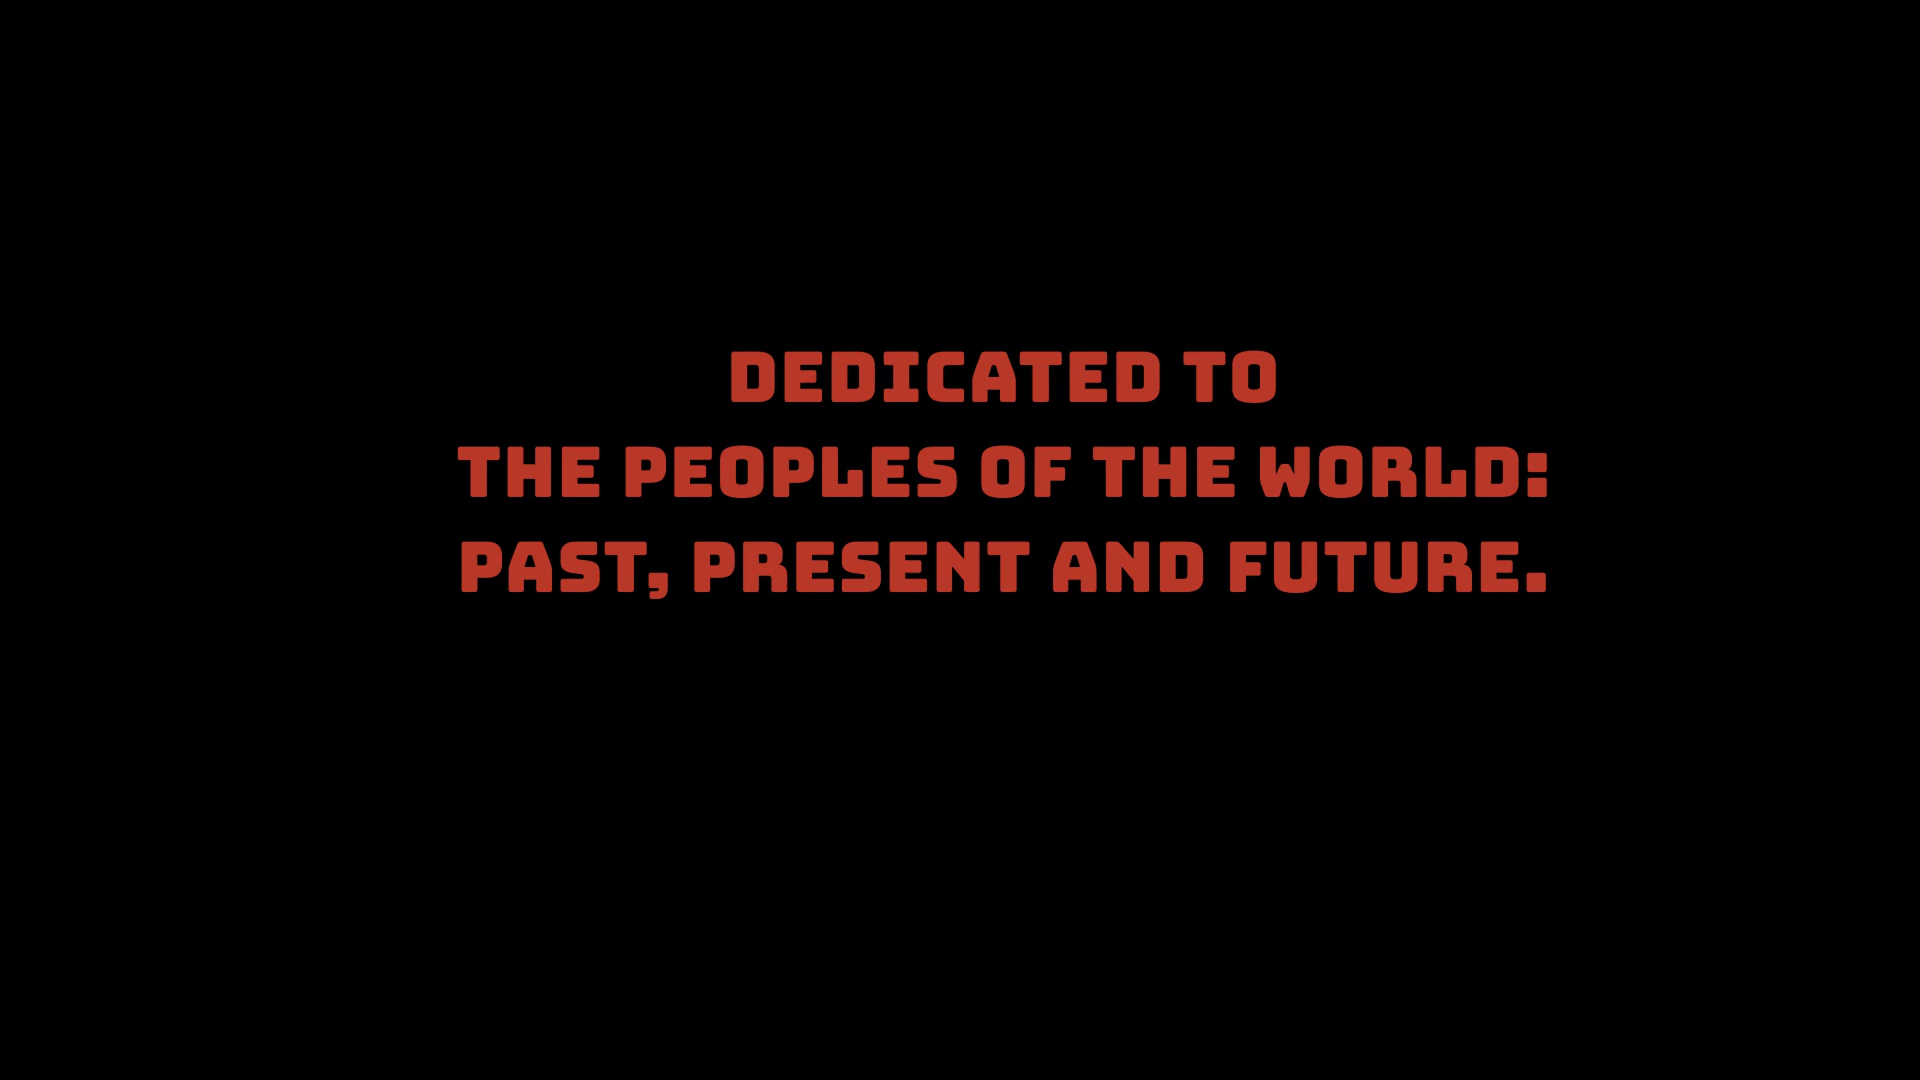 DEDICATED TO
THE PEOPLES OF THE WORLD:
PAST, PRESENT AND FUTURE.